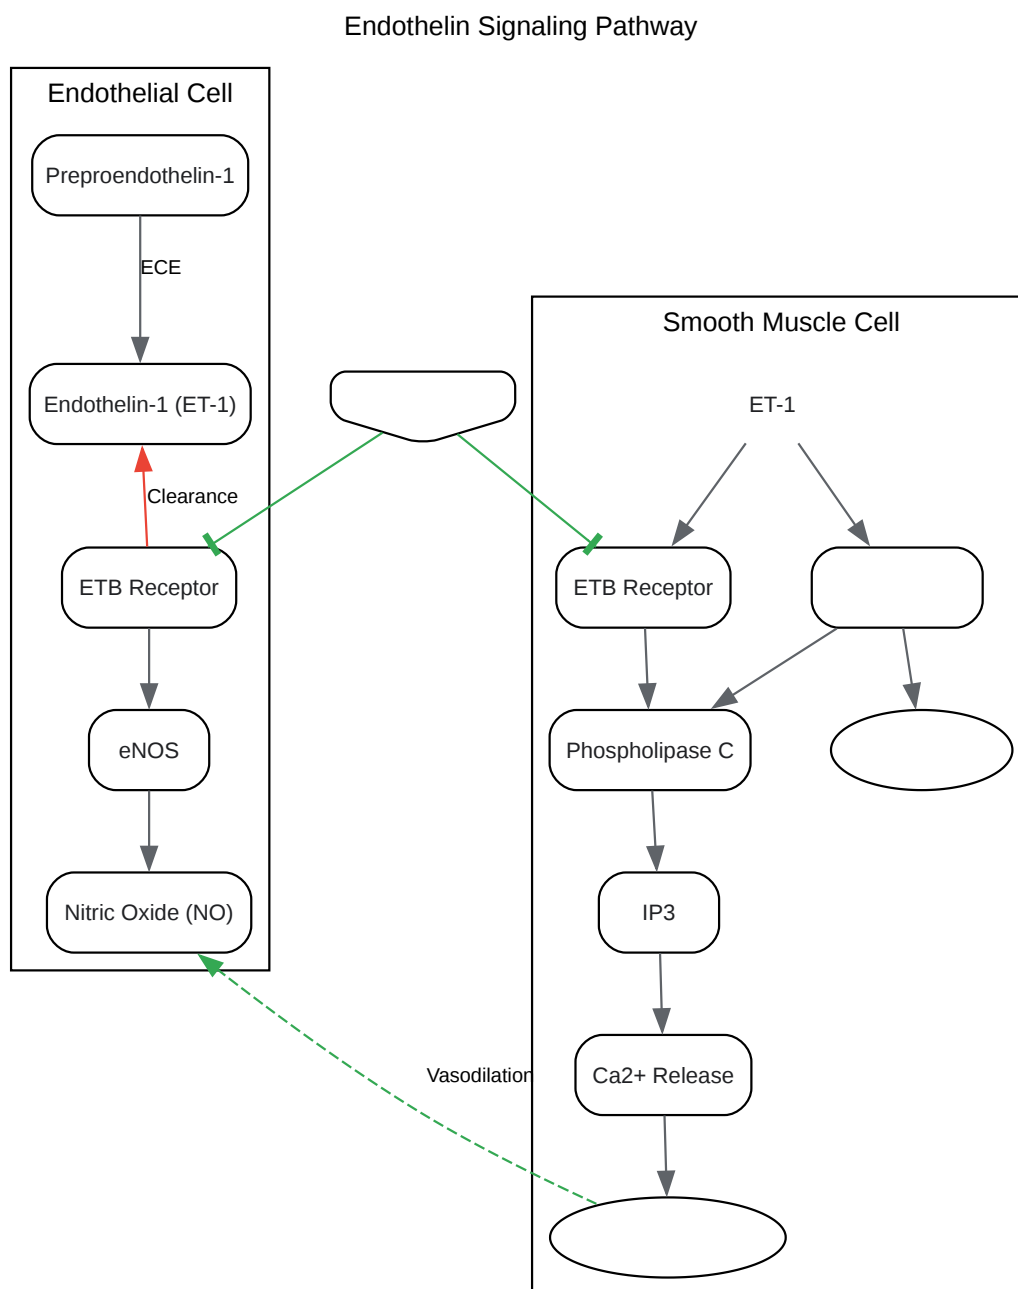 Endothelin Signaling Pathway
Endothelial Cell
Preproendothelin-1
ECE
Endothelin-1 (ET-1)
Clearance
ETB Receptor
eNOS
Nitric Oxide (NO)
Vasodilation
Smooth Muscle Cell
ET-1
ETB Receptor
Phospholipase C
IP3
Ca2+ Release